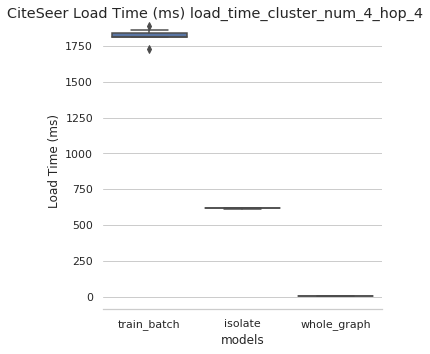 CiteSeer Load Time (ms) load_time_cluster_num_4_hop_4
1750
1500
1250
1000
750
500
250
0
Load Time (ms)
train_batch isolate whole_graph
models